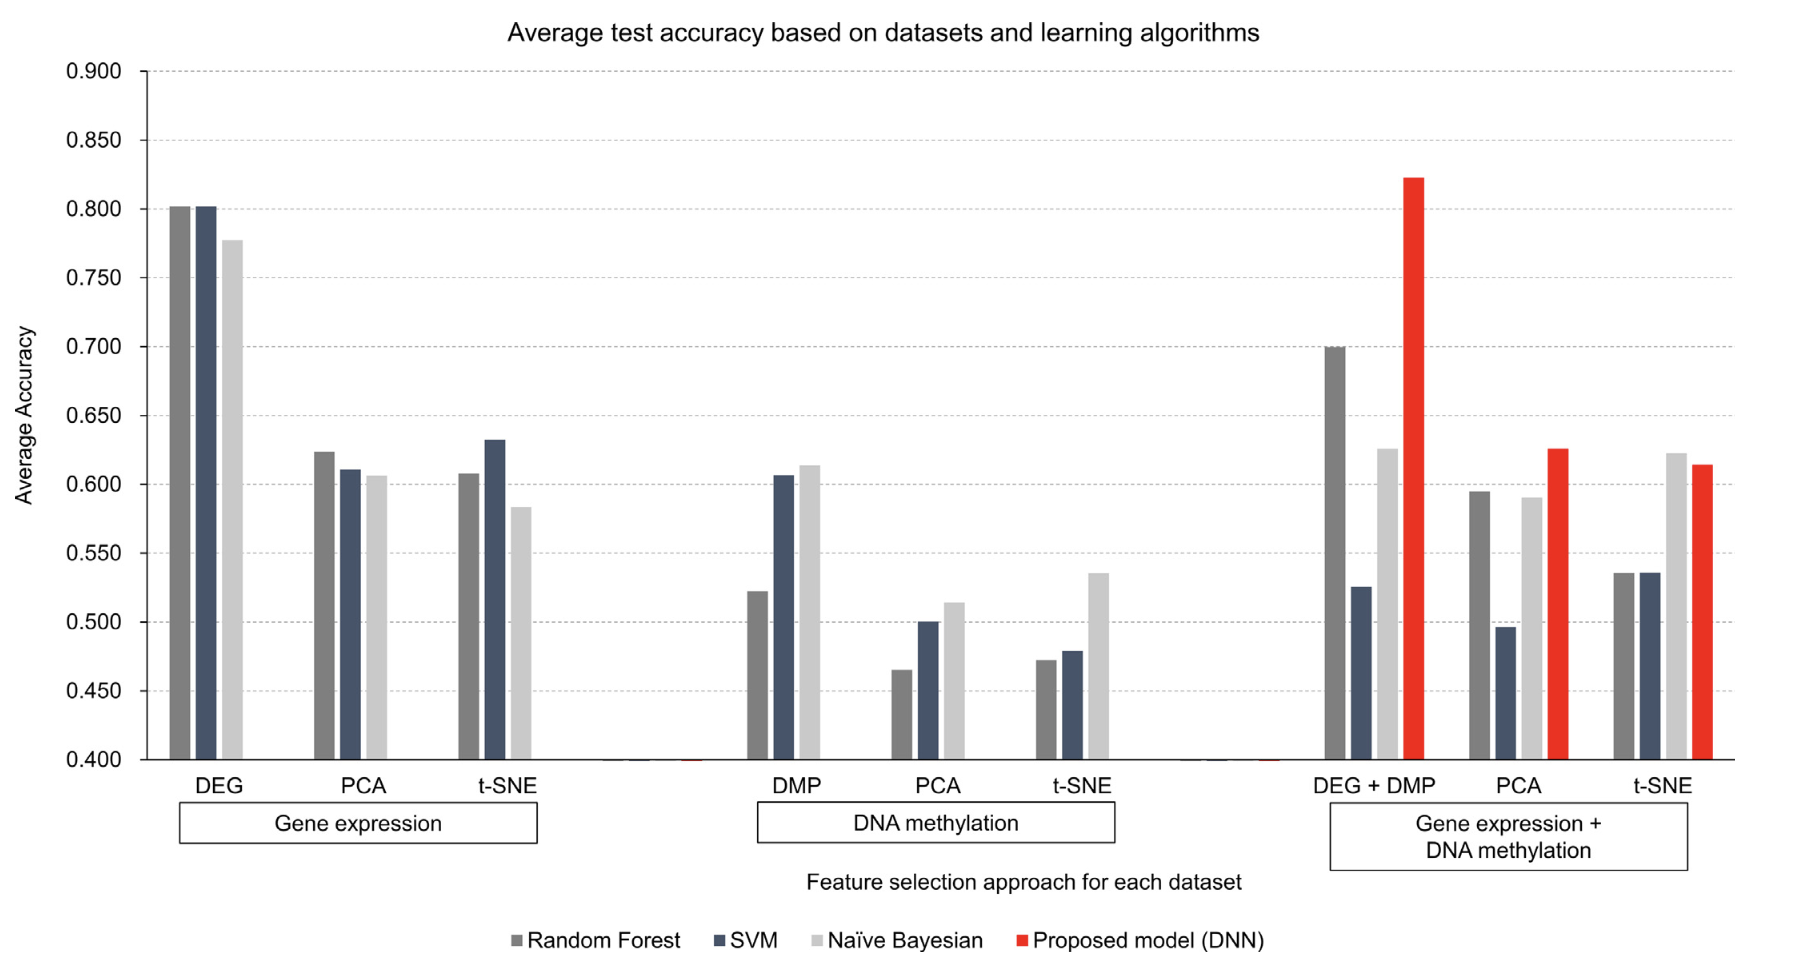 Average test accuracy based on datasets and learning algorithms
0.900
0.850
0.800
0.750
0.700
0.650
0.600
0.550
0.500
0.450
0.400
Average Accuracy
DEG PCA t-SNE DMP PCA t-SNE DEG + DMP PCA t-SNE
Gene expression DNA methylation Gene expression +
DNA methylation
Feature selection approach for each dataset
Random Forest SVM Naïve Bayesian Proposed model (DNN)